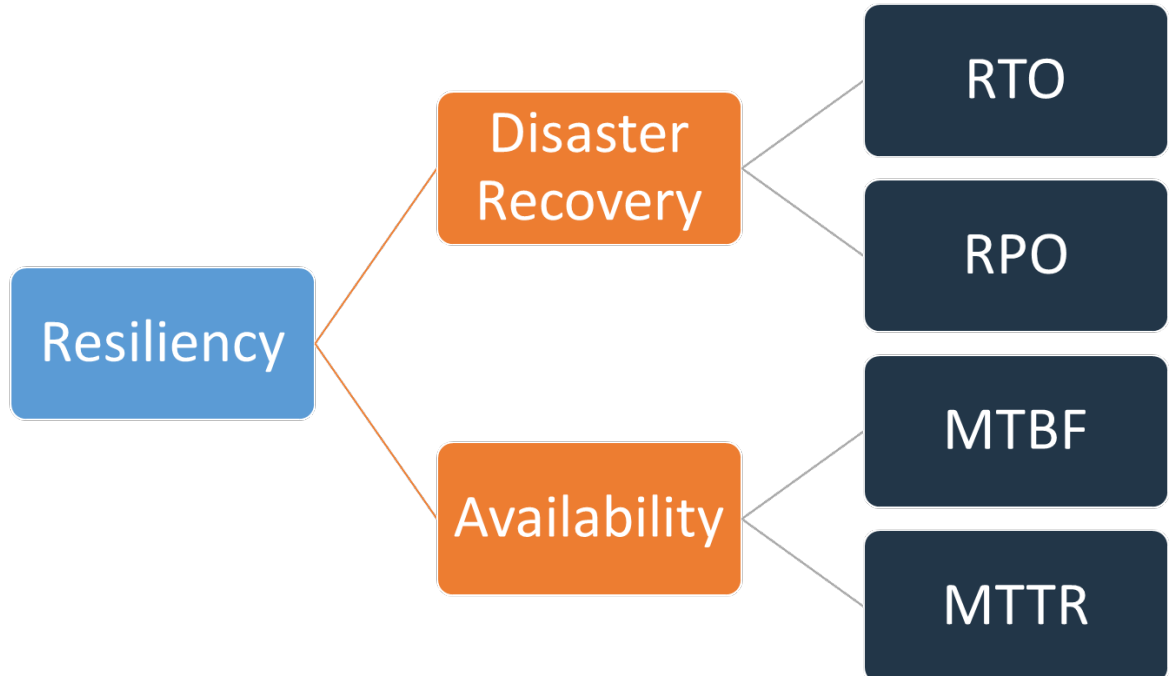 Resiliency
Disaster
Recovery
Availability
RTO
RPO
MTBF
MTTR